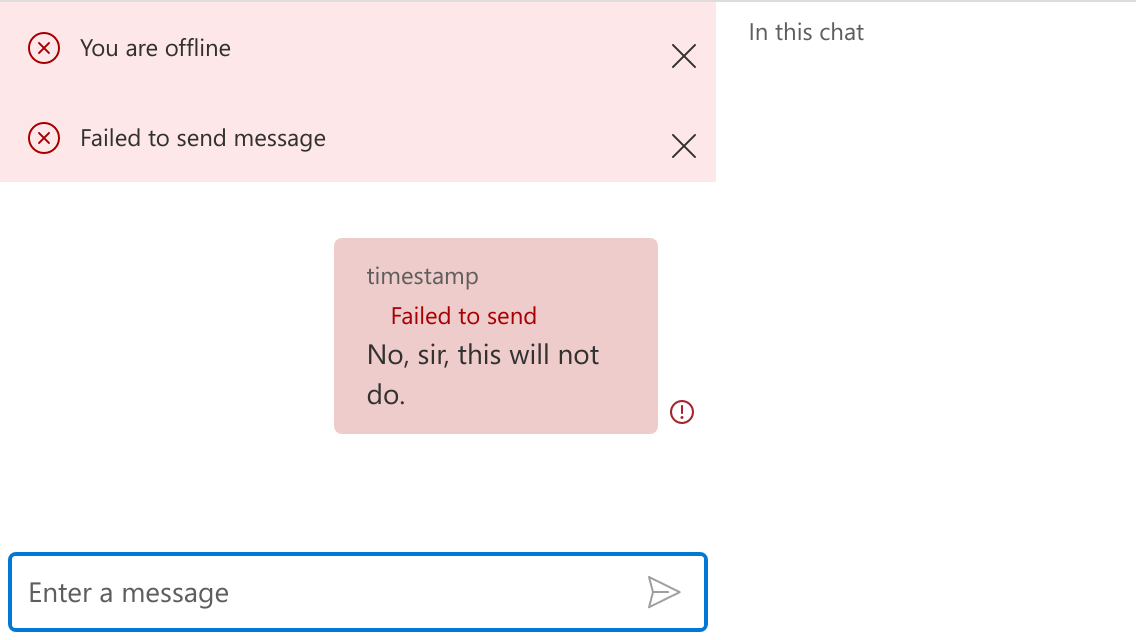 You are offline
Failed to send message
In this chat
timestamp
Failed to send
No, sir, this will not
do.
Enter a message